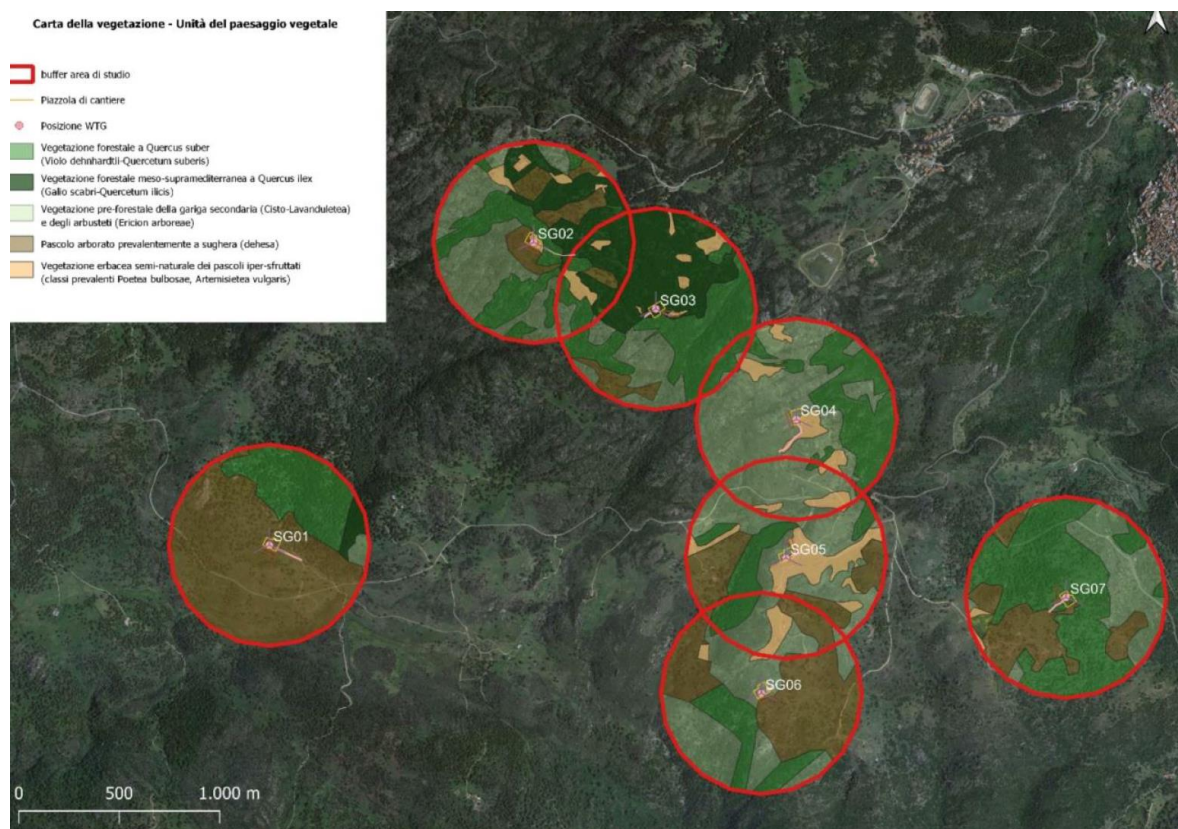 Carta della vegetazione - Unità del paesaggio vegetale
buffer area di studio
Piazzola di cantiere
Posizione WTG
Vegetazione forestale a Quercus suber
(Violo dehnhardtii-Quercetum suberis)
Vegetazione forestale meso-supramediterranea a Quercus ilex
(Galio scabri-Quercetum ilicis)
Vegetazione pre-forestale della gariga secondaria (Cisto-Lavanduletea)
e degli arbusteti (Ericion arboreae)
Pascolo arborato prevalentemente a sughera (dehesa)
Vegetazione erbacea semi-naturale dei pascoli iper-sfruttati
(classi prevalenti Poetea bulbosae, Artemisietea vulgaris)
SG02
SG03
SG04
SG01
SG05
SG07
SG06
0 500 1.000 m